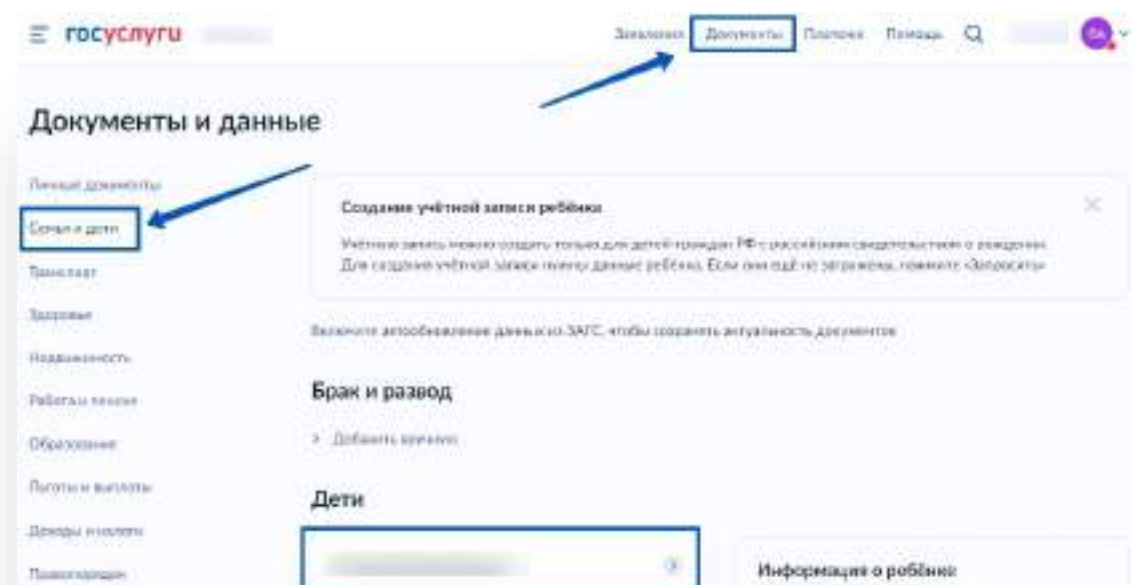 госуслуги
Заявления Документы Платежи Помощь
Документы и данные
Личные документы
Семья и дети
Транспорт
Здоровье
Недвижимость
Работа и пенсия
Образование
Льготы и выплаты
Доходы и налоги
Правопорядок
Создание учётной записи ребёнка
Учётную запись можно создать только для детей-граждан РФ с российским свидетельством о рождении.
Для создания учётной записи нужны данные ребёнка. Если они ещё не загружены, нажмите «Запросить»
Включите автообновление данных из ЗАГС, чтобы сохранять актуальность документов
Брак и развод
Добавить вручную
Дети
Информация о ребёнке